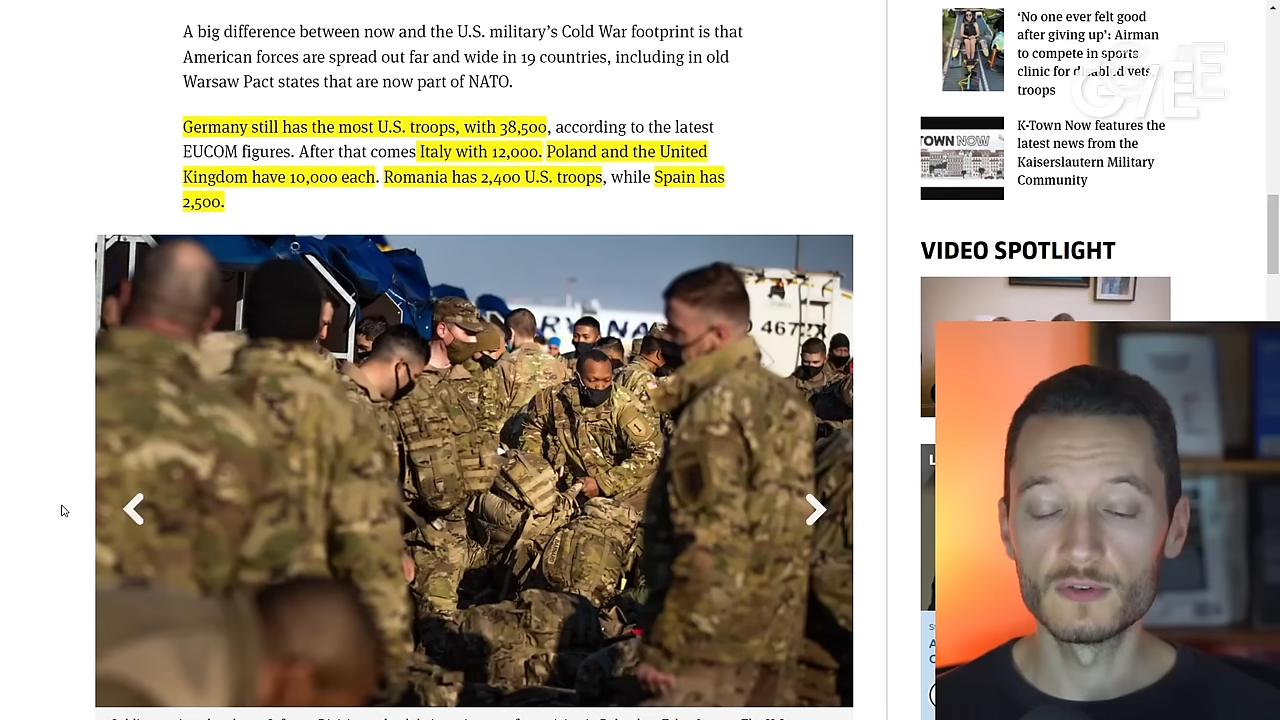 A big difference between now and the U.S. military’s Cold War footprint is that
American forces are spread out far and wide in 19 countries, including in old
Warsaw Pact states that are now part of NATO.
Germany still has the most U.S. troops, with 38,500, according to the latest
EUCOM figures. After that comes Italy with 12,000. Poland and the United
Kingdom have 10,000 each. Romania has 2,400 U.S. troops, while Spain has
2,500.
‘No one ever felt good
after giving up’: Airman
to compete in sports
clinic for disabled vets,
troops
TOWN NOW
K-Town Now features the
latest news from the
Kaiserslautern Military
Community
VIDEO SPOTLIGHT